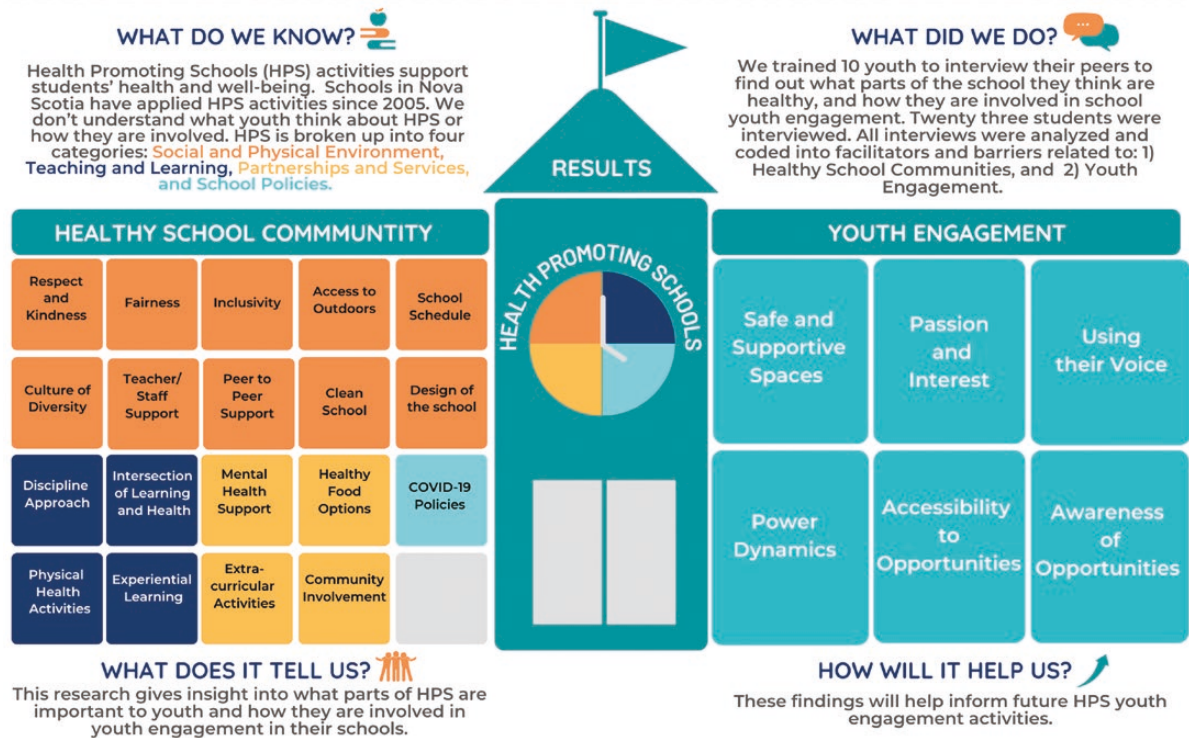 WHAT DO WE KNOW?
Health Promoting Schools (HPS) activities support
students' health and well-being. Schools in Nova
Scotia have applied HPS activities since 2005. We
don't understand what youth think about HPS or
how they are involved. HPS is broken up into four
categories: Social and Physical Environment,
Teaching and Learning, Partnerships and Services,
and School Policies.
WHAT DID WE DO?
We trained 10 youth to interview their peers to
find out what parts of the school they think are
healthy, and how they are involved in school
youth engagement. Twenty three students were
interviewed. All interviews were analyzed and
coded into facilitators and barriers related to: 1)
Healthy School Communities, and 2) Youth
Engagement.
RESULTS
HEALTH PROMOTING SCHOOLS
HEALTHY SCHOOL COMMMUNTITY
Respect
and
Kindness
Fairness
Inclusivity
Access to
Outdoors
School
Schedule
Culture of
Diversity
Teacher/
Staff
Support
Peer to
Peer
Support
Clean
School
Design of
the school
Discipline
Approach
Intersection
of Learning
and Health
Mental
Health
Support
Healthy
Food
Options
COVID-19
Policies
Physical
Health
Activities
Experiential
Learning
Extra-
curricular
Activities
Community
Involvement
YOUTH ENGAGEMENT
Safe and
Supportive
Spaces
Passion
and
Interest
Using
their Voice
Power
Dynamics
Accessibility
to
Opportunities
Awareness
of
Opportunities
WHAT DOES IT TELL US?
This research gives insight into what parts of HPS are
important to youth and how they are involved in
youth engagement in their schools.
HOW WILL IT HELP US?
These findings will help inform future HPS youth
engagement activities.